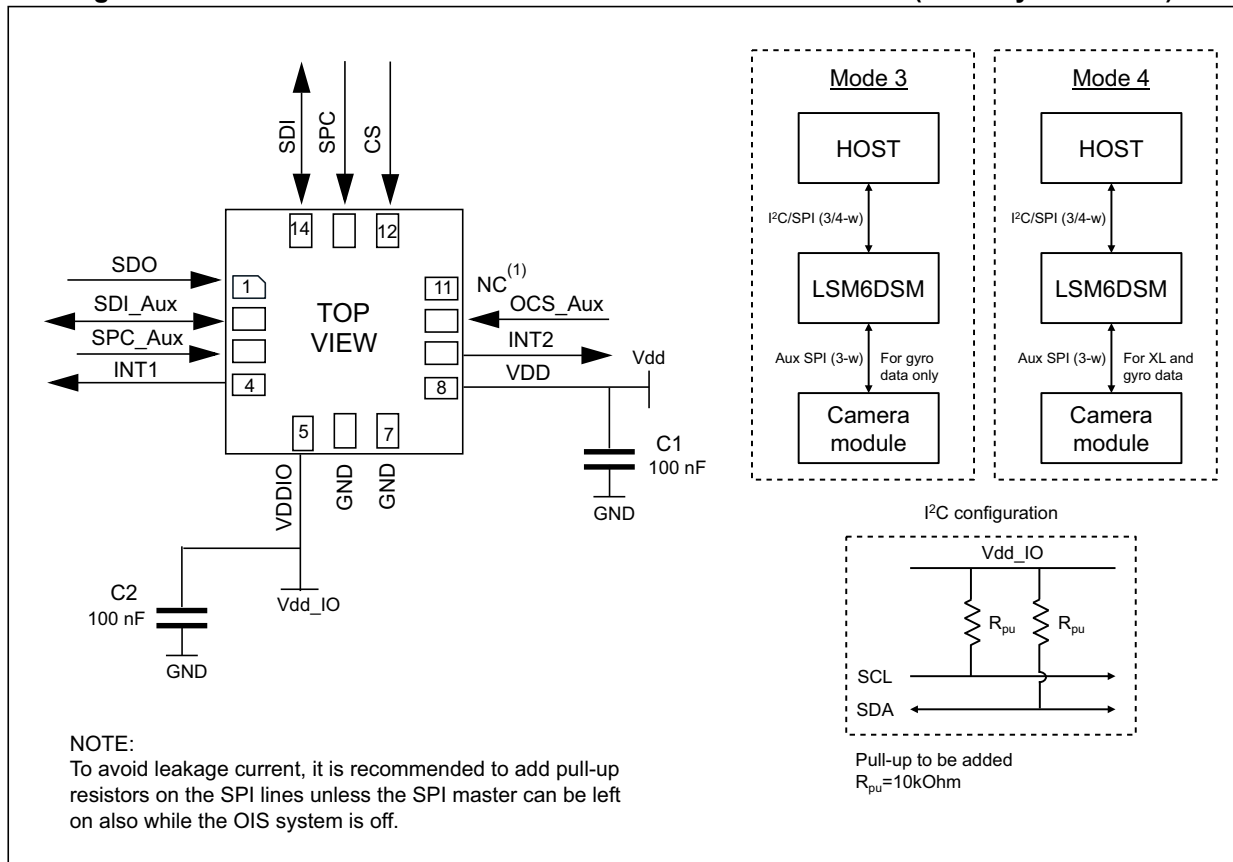 SDI
SPC
CS
14
12
SDO
1
SDI_Aux
SPC_Aux
INT1
4
TOP
VIEW
11
NC(1)
OCS_Aux
INT2
VDD
8
Vdd
5
7
VDDIO
GND
GND
C1
100 nF
GND
C2
100 nF
GND
Vdd_IO
NOTE:
To avoid leakage current, it is recommended to add pull-up
resistors on the SPI lines unless the SPI master can be left
on also while the OIS system is off.
Mode 3
HOST
I²C/SPI (3/4-w)
LSM6DSM
Aux SPI (3-w)
For gyro
data only
Camera
module
Mode 4
HOST
I²C/SPI (3/4-w)
LSM6DSM
Aux SPI (3-w)
For XL and
gyro data
Camera
module
I²C configuration
Vdd_IO
Rpu
Rpu
SCL
SDA
Pull-up to be added
Rpu=10kOhm